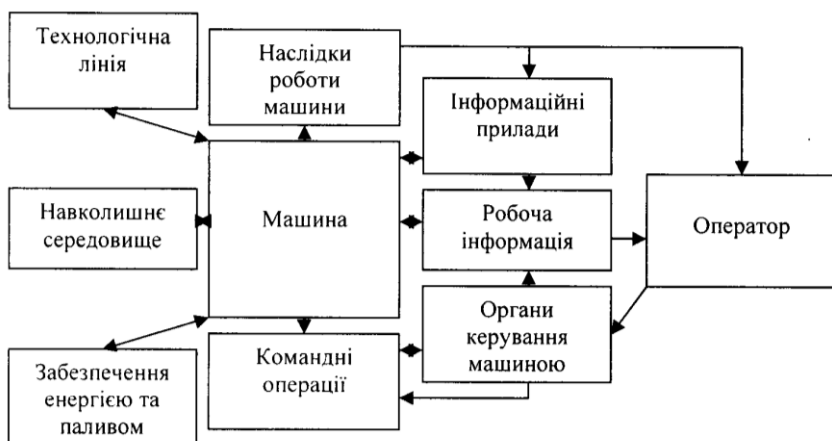 Технологічна
лінія
Наслідки
роботи
машини
Інформаційні
прилади
Навколишнє
середовище
Машина
Робоча
інформація
Оператор
Органи
керування
машиною
Командні
операції
Забезпечення
енергією та
паливом